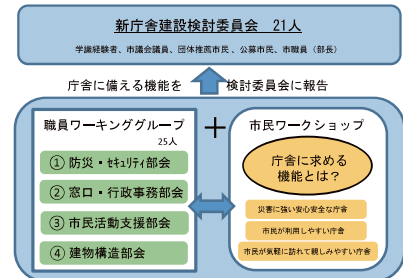 新庁舎建設検討委員会　21人
学識経験者、市議会議員、団体推薦市民、公募市民、市職員（部長）
庁舎に備える機能を　検討委員会に報告
職員ワーキンググループ
25人
① 防災・ｾｷｭﾘﾃｨ部会
② 窓口・行政事務部会
③ 市民活動支援部会
④ 建物構造部会
＋
市民ワークショップ
庁舎に求める
機能とは？
災害に強い安心安全な庁舎
市民が利用しやすい庁舎
市民が気軽に訪れて親しみやすい庁舎